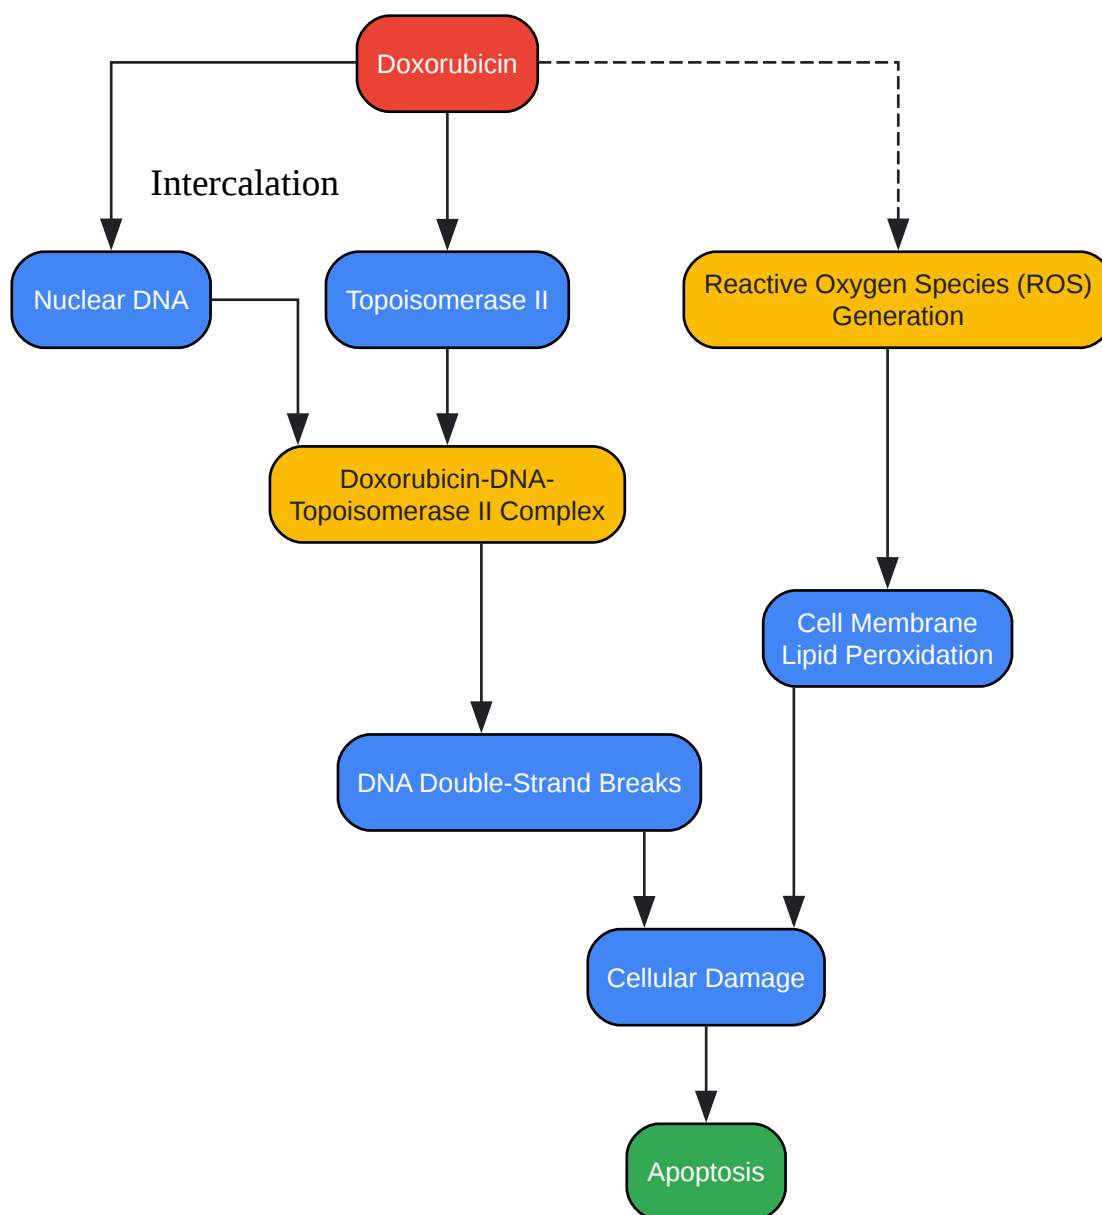 Doxorubicin
Intercalation
Nuclear DNA
Topoisomerase II
Reactive Oxygen Species (ROS)
Generation
Doxorubicin-DNA-
Topoisomerase II Complex
Cell Membrane
Lipid Peroxidation
DNA Double-Strand Breaks
Cellular Damage
Apoptosis